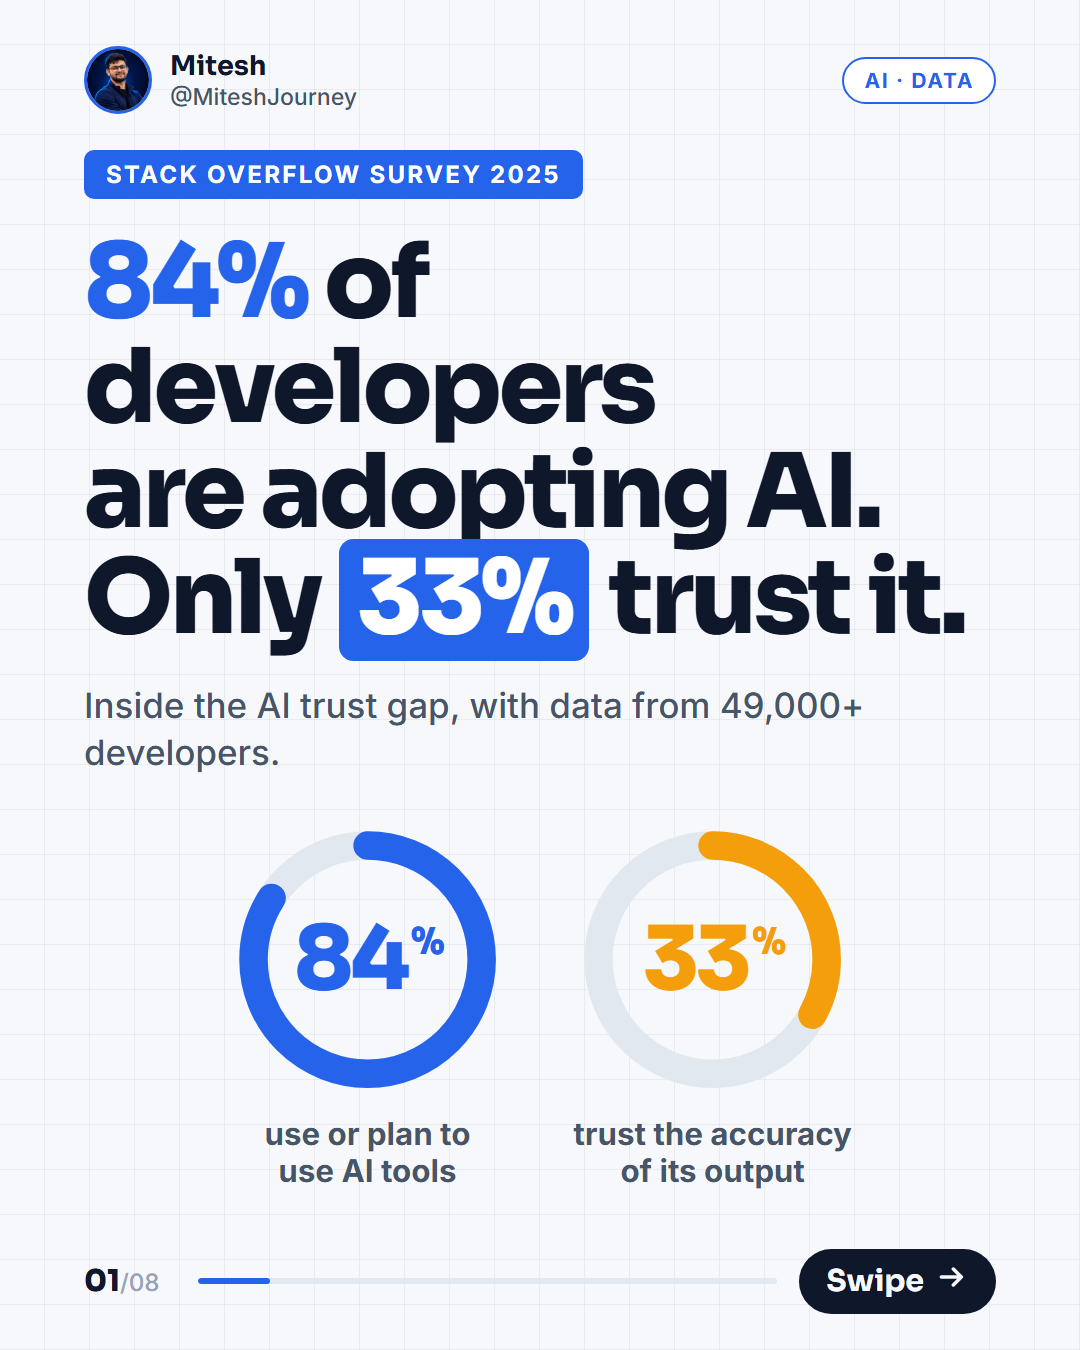 Mitesh
@MiteshJourney
AI · DATA
STACK OVERFLOW SURVEY 2025
84% of
developers
are adopting AI.
Only 33% trust it.
Inside the AI trust gap, with data from 49,000+
developers.
84%
33%
use or plan to
use AI tools
trust the accuracy
of its output
01/08
Swipe →